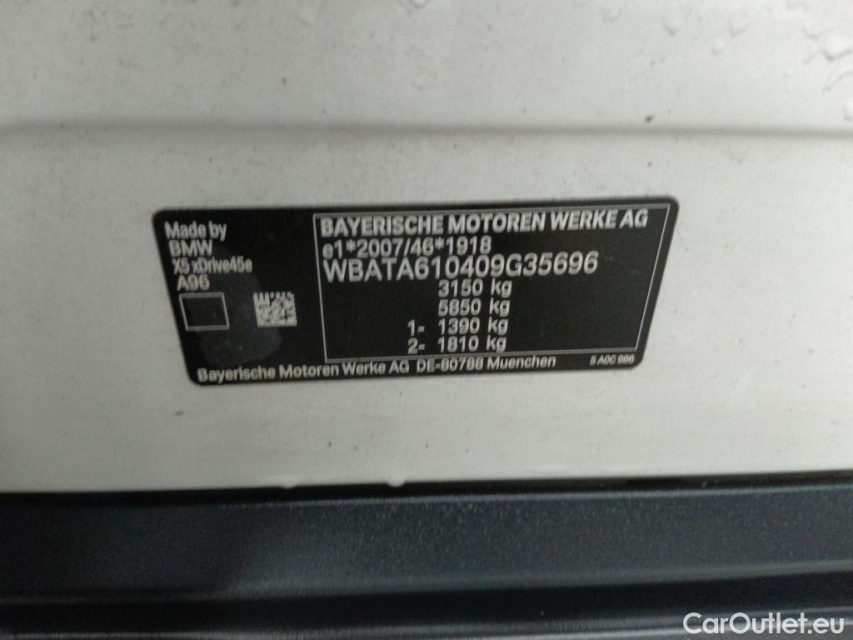 Made by
BMW
X5 xDrive45e
A96
BAYERISCHE MOTOREN WERKE AG
e1*2007/46*1918
WBATA610409G35696
3150 kg
5850 kg
1- 1390 kg
2- 1810 kg
Bayerische Motoren Werke AG DE-80788 Muenchen
5 A0C 986
CarOutlet.eu